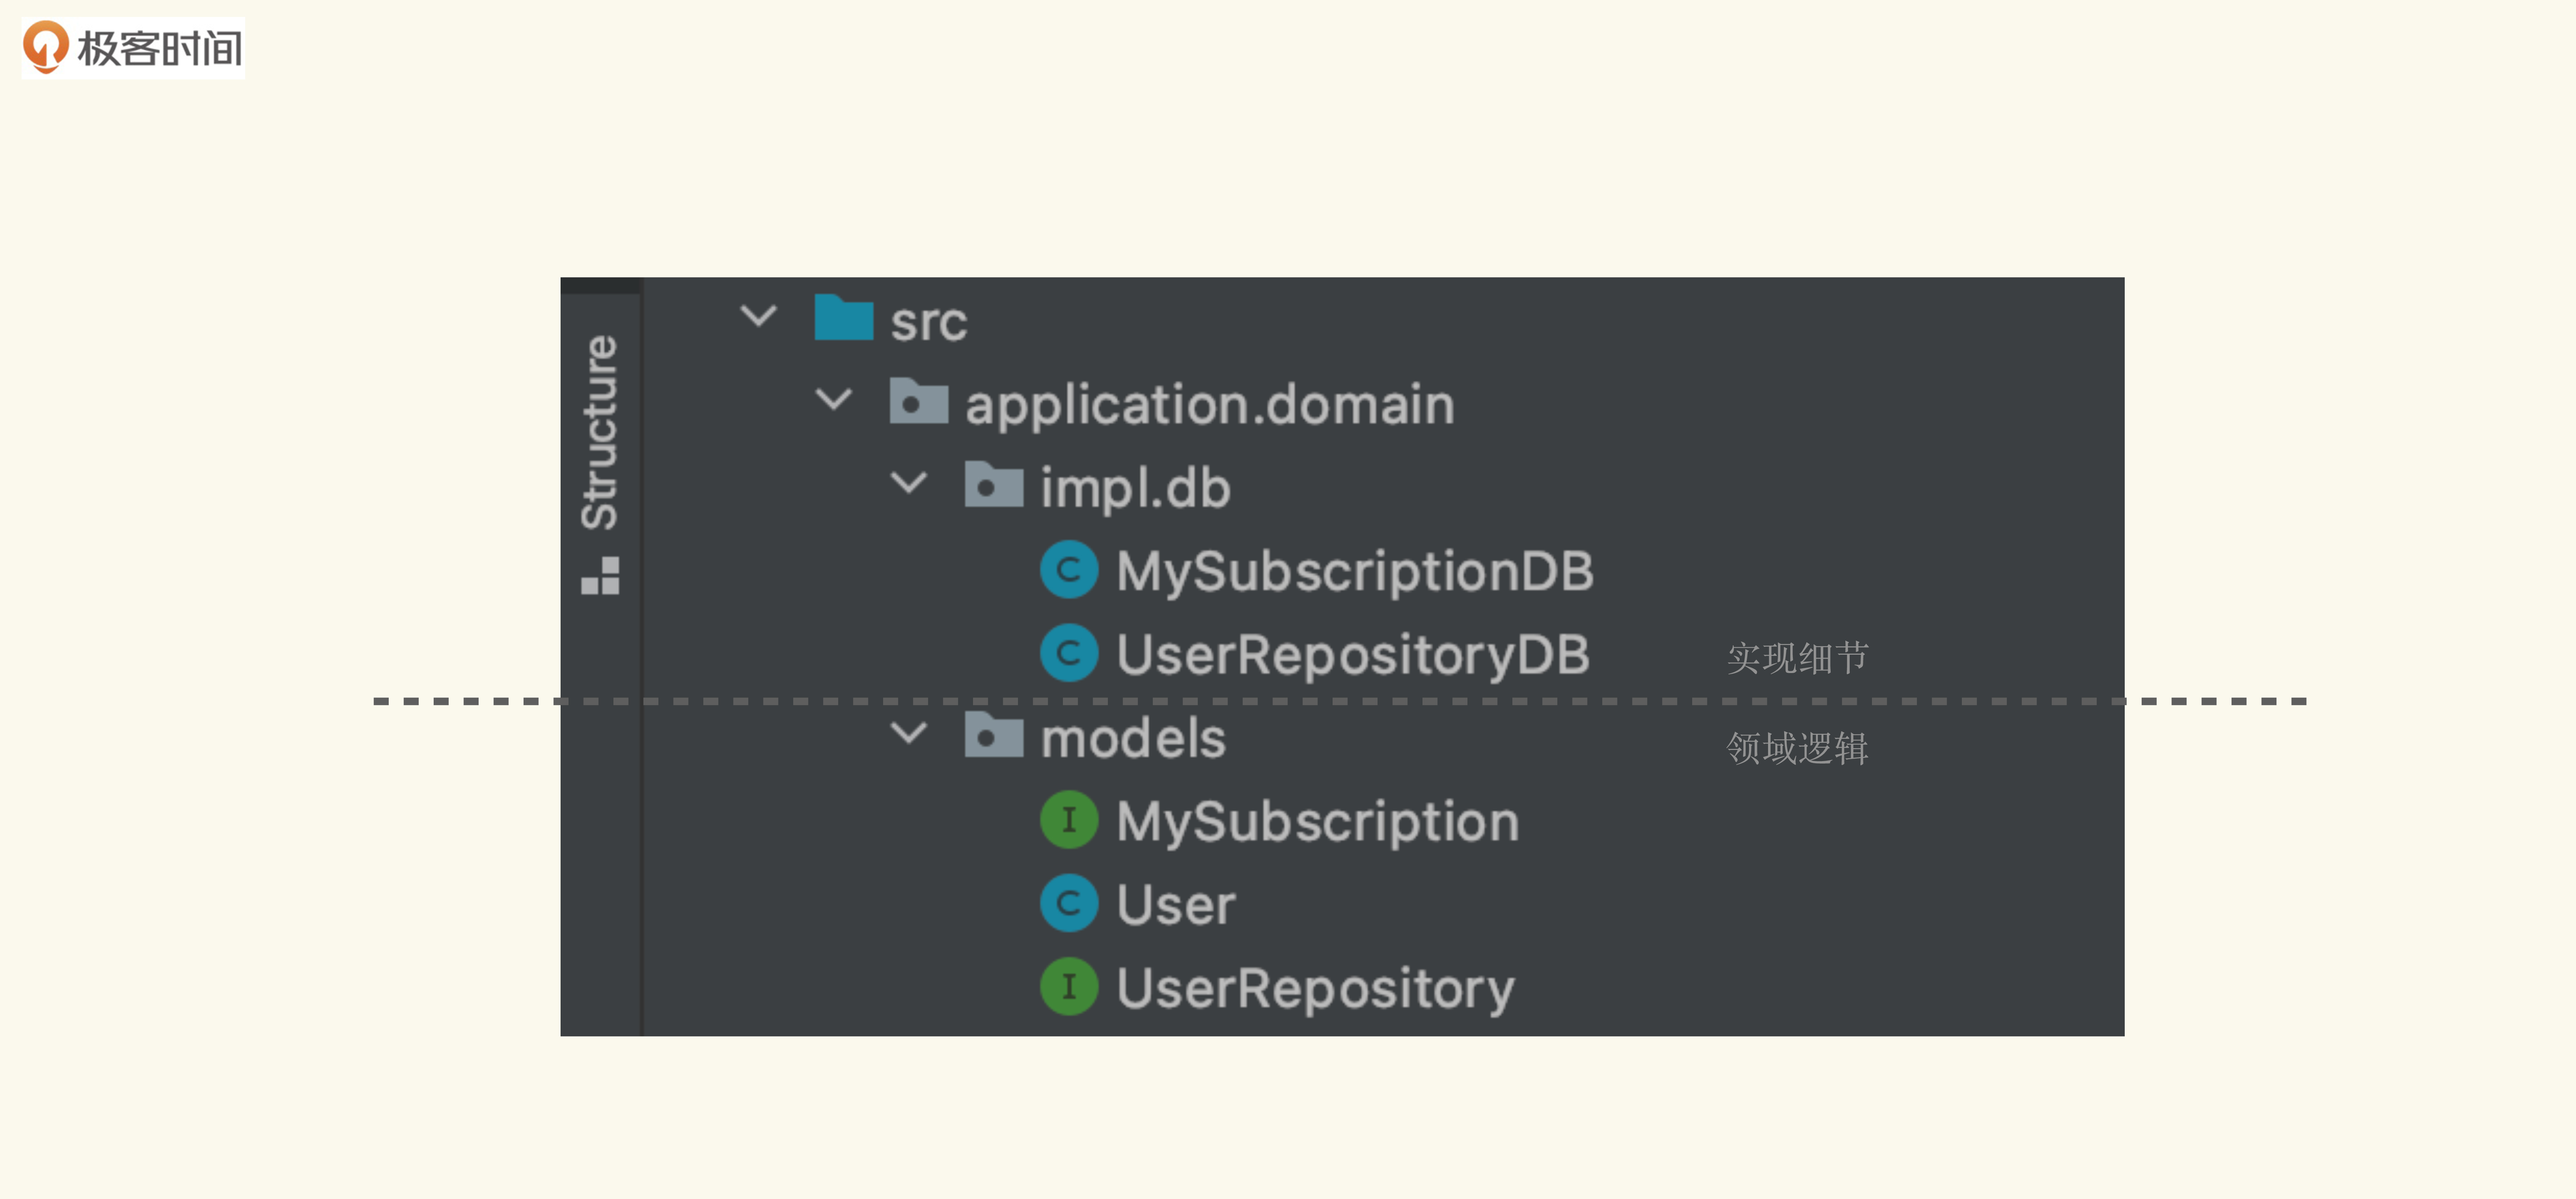 极客时间
Structure
src
application.domain
impl.db
C MySubscriptionDB
C UserRepositoryDB 实现细节
models 领域逻辑
I MySubscription
C User
I UserRepository